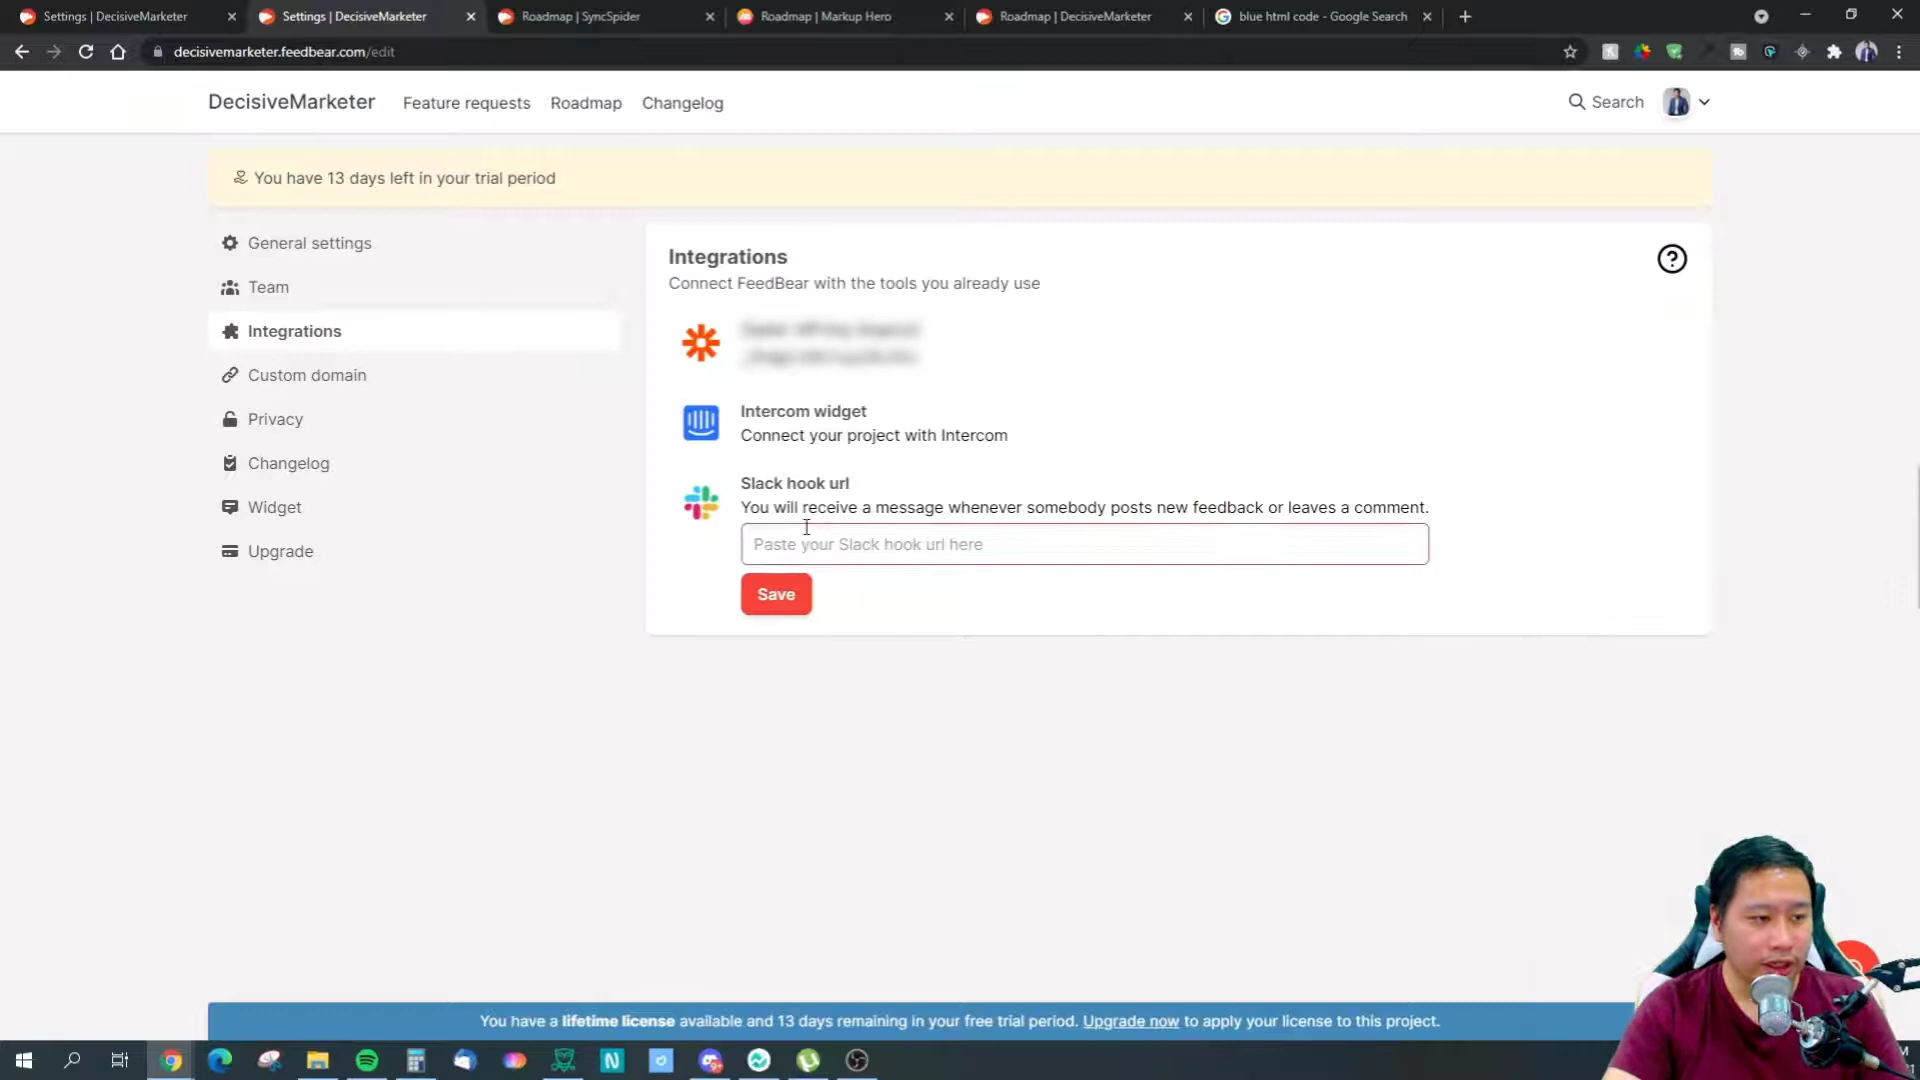 Settings | DecisiveMarketer
Settings | DecisiveMarketer
Roadmap | SyncSpider
Roadmap | Markup Hero
Roadmap | DecisiveMarketer
blue html code - Google Search
decisivemarketer.feedbear.com/edit
DecisiveMarketer
Feature requests
Roadmap
Changelog
Search
You have 13 days left in your trial period
General settings
Team
Integrations
Custom domain
Privacy
Changelog
Widget
Upgrade
Integrations
Connect FeedBear with the tools you already use
Intercom widget
Connect your project with Intercom
Slack hook url
You will receive a message whenever somebody posts new feedback or leaves a comment.
Paste your Slack hook url here
Save
You have a lifetime license available and 13 days remaining in your free trial period. Upgrade now to apply your license to this project.